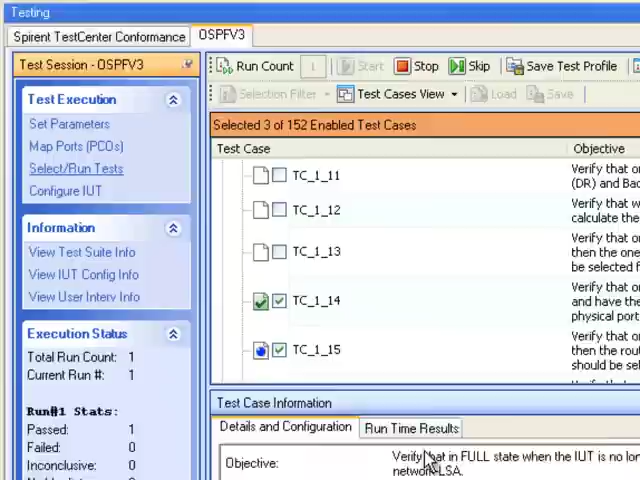 Testing
Spirent TestCenter Conformance OSPFV3
Test Session - OSPFV3
Run Count 1 Start Stop Skip Save Test Profile
Selection Filter Test Cases View Load Save
Test Execution
Set Parameters
Map Ports (PCOs)
Select/Run Tests
Configure IUT
Information
View Test Suite Info
View IUT Config Info
View User Interv Info
Execution Status
Total Run Count: 1
Current Run #: 1
Run#1 Stats:
Passed: 1
Failed: 0
Inconclusive: 0
Selected 3 of 152 Enabled Test Cases
Test Case Objective
TC_1_11 Verify that o
(DR) and Bac
TC_1_12 Verify that w
calculate the
TC_1_13 Verify that o
then the one
be selected f
TC_1_14 Verify that o
and have the
physical port
TC_1_15 Verify that o
then the rout
should be sel
Test Case Information
Details and Configuration Run Time Results
Objective: Verify that in FULL state when the IUT is no lon
network-LSA.